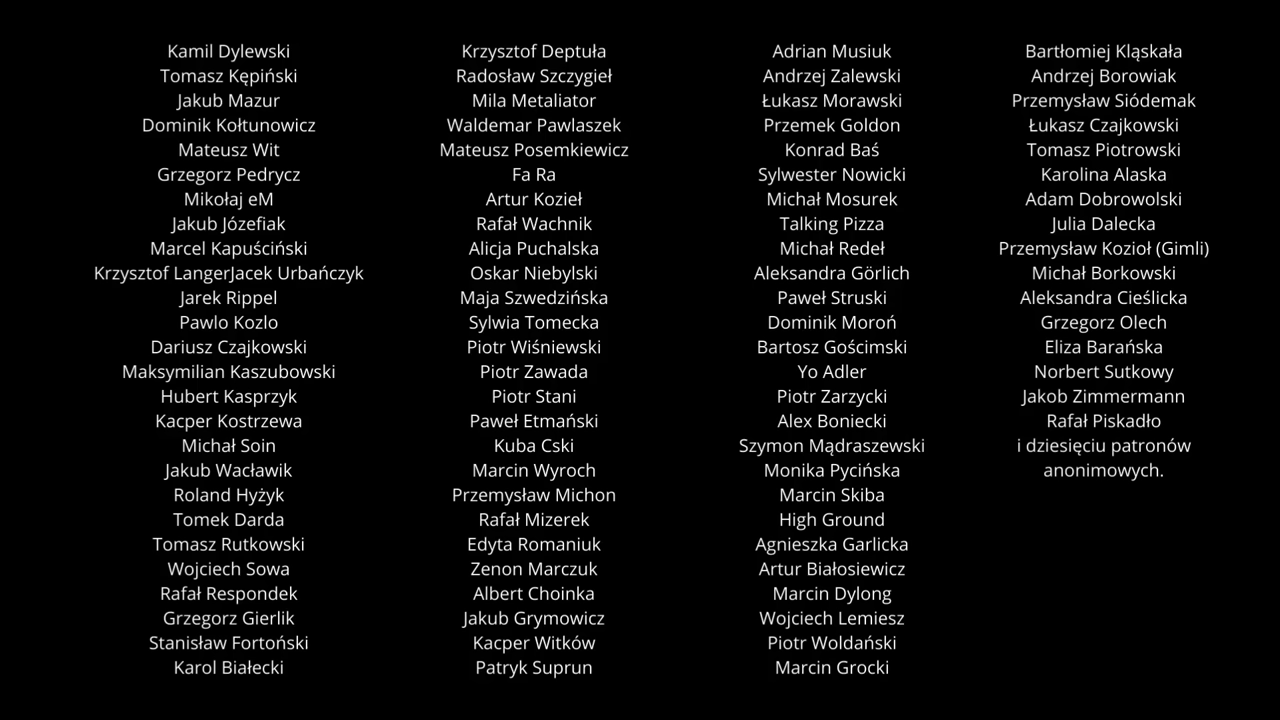 Kamil Dylewski
Tomasz Kępiński
Jakub Mazur
Dominik Kołtunowicz
Mateusz Wit
Grzegorz Pedrycz
Mikołaj eM
Jakub Józefiak
Marcel Kapuściński
Krzysztof LangerJacek Urbańczyk
Jarek Rippel
Pawlo Kozlo
Dariusz Czajkowski
Maksymilian Kaszubowski
Hubert Kasprzyk
Kacper Kostrzewa
Michał Soin
Jakub Wacławik
Roland Hyżyk
Tomek Darda
Tomasz Rutkowski
Wojciech Sowa
Rafał Respondek
Grzegorz Gierlik
Stanisław Fortoński
Karol Białecki
Krzysztof Deptuła
Radosław Szczygieł
Mila Metaliator
Waldemar Pawlaszek
Mateusz Posemkiewicz
Fa Ra
Artur Kozieł
Rafał Wachnik
Alicja Puchalska
Oskar Niebylski
Maja Szwedzińska
Sylwia Tomecka
Piotr Wiśniewski
Piotr Zawada
Piotr Stani
Paweł Etmański
Kuba Cski
Marcin Wyroch
Przemysław Michon
Rafał Mizerek
Edyta Romaniuk
Zenon Marczuk
Albert Choinka
Jakub Grymowicz
Kacper Witków
Patryk Suprun
Adrian Musiuk
Andrzej Zalewski
Łukasz Morawski
Przemek Goldon
Konrad Baś
Sylwester Nowicki
Michał Mosurek
Talking Pizza
Michał Redeł
Aleksandra Görlich
Paweł Struski
Dominik Moroń
Bartosz Gościmski
Yo Adler
Piotr Zarzycki
Alex Boniecki
Szymon Mądraszewski
Monika Pycińska
Marcin Skiba
High Ground
Agnieszka Garlicka
Artur Białosiewicz
Marcin Dylong
Wojciech Lemiesz
Piotr Woldański
Marcin Grocki
Bartłomiej Kląskała
Andrzej Borowiak
Przemysław Siódemak
Łukasz Czajkowski
Tomasz Piotrowski
Karolina Alaska
Adam Dobrowolski
Julia Dalecka
Przemysław Kozioł (Gimli)
Michał Borkowski
Aleksandra Cieślicka
Grzegorz Olech
Eliza Barańska
Norbert Sutkowy
Jakob Zimmermann
Rafał Piskadło
i dziesięciu patronów
anonimowych.